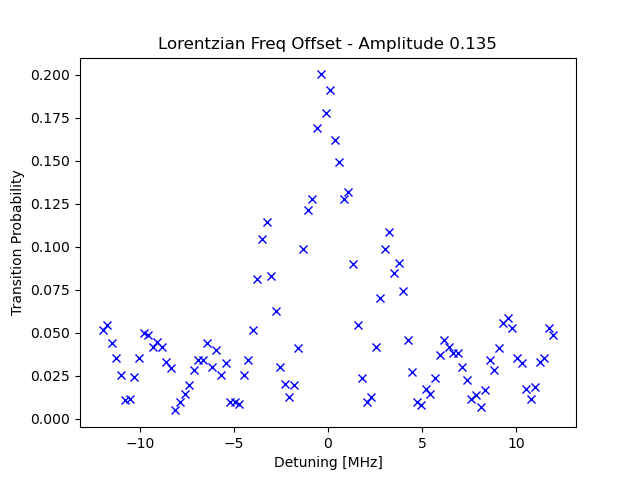 Lorentzian Freq Offset - Amplitude 0.135
Transition Probability
0.200
0.175
0.150
0.125
0.100
0.075
0.050
0.025
0.000
−10 −5 0 5 10
Detuning [MHz]